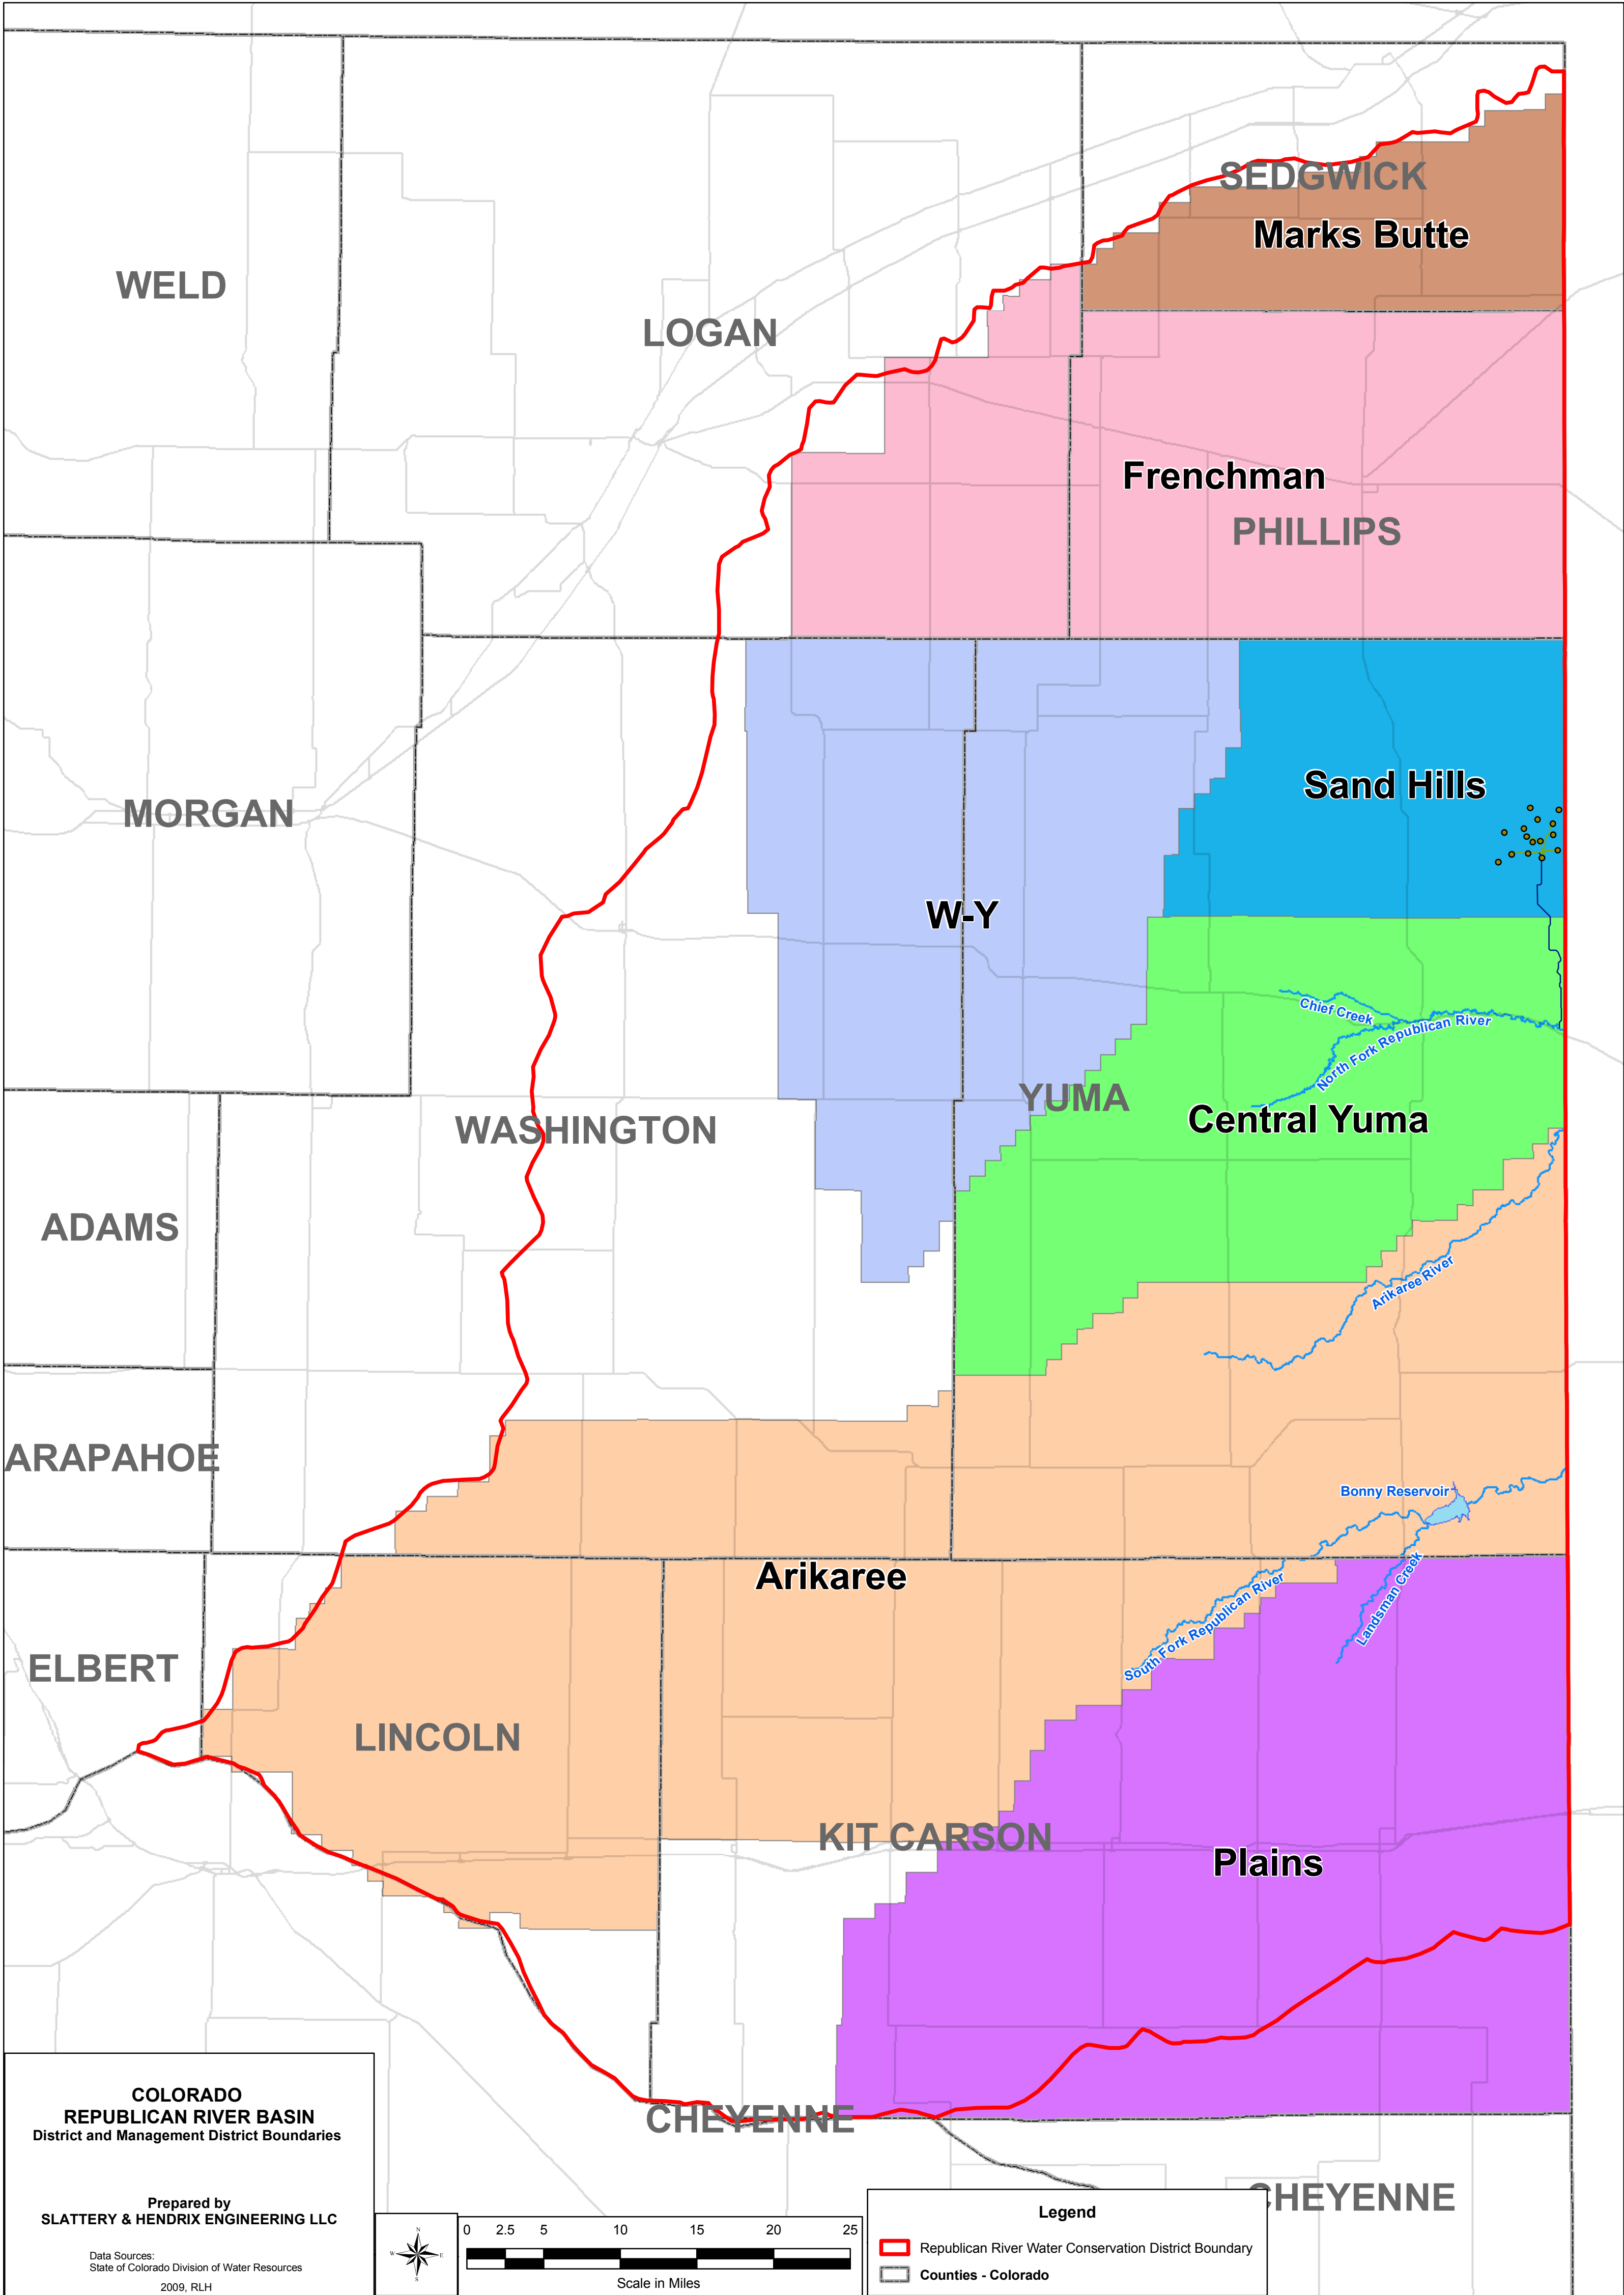 SEDGWICK
Marks Butte
WELD
LOGAN
Frenchman
PHILLIPS
Sand Hills
MORGAN
W-Y
Chief Creek
North Fork Republican River
YUMA
Central Yuma
WASHINGTON
ADAMS
Arikaree River
ARAPAHOE
Bonny Reservoir
Arikaree
South Fork Republican River
Landsman Creek
ELBERT
LINCOLN
KIT CARSON
Plains
CHEYENNE
CHEYENNE
COLORADO
REPUBLICAN RIVER BASIN
District and Management District Boundaries
Prepared by
SLATTERY & HENDRIX ENGINEERING LLC
Data Sources:
State of Colorado Division of Water Resources
2009, RLH
N
W E
S
0 2.5 5 10 15 20 25
Scale in Miles
Legend
Republican River Water Conservation District Boundary
Counties - Colorado